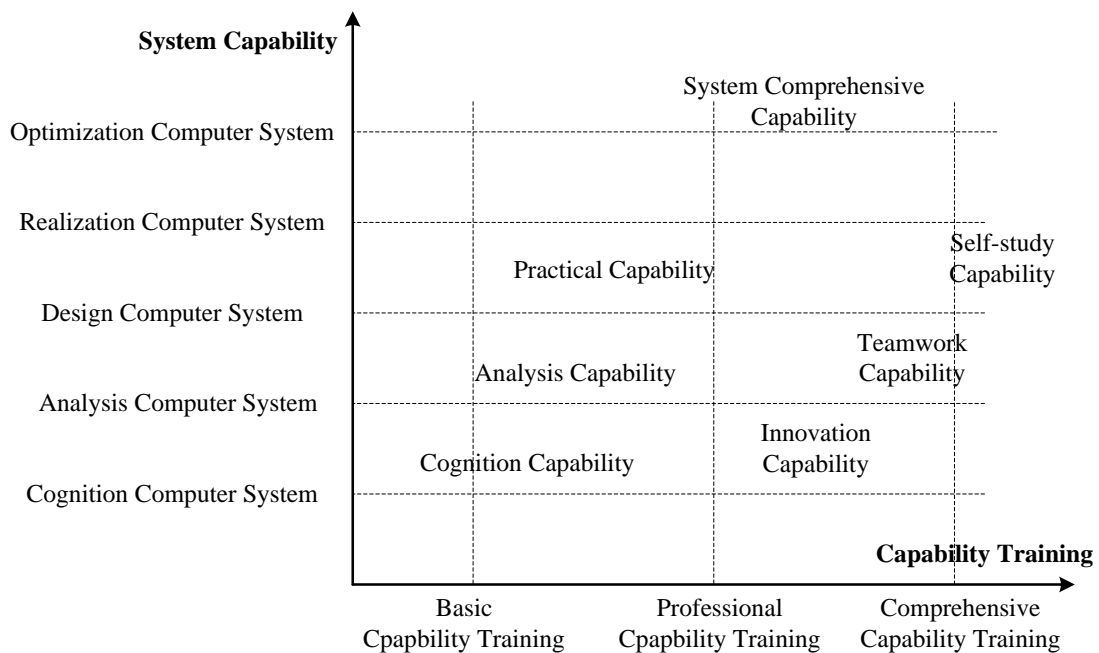 System Capability
System Comprehensive
Capability
Optimization Computer System
Realization Computer System
Self-study
Capability
Practical Capability
Design Computer System
Teamwork
Capability
Analysis Capability
Analysis Computer System
Innovation
Capability
Cognition Capability
Cognition Computer System
Capability Training
Basic
Cpapbility Training
Professional
Cpapbility Training
Comprehensive
Capability Training